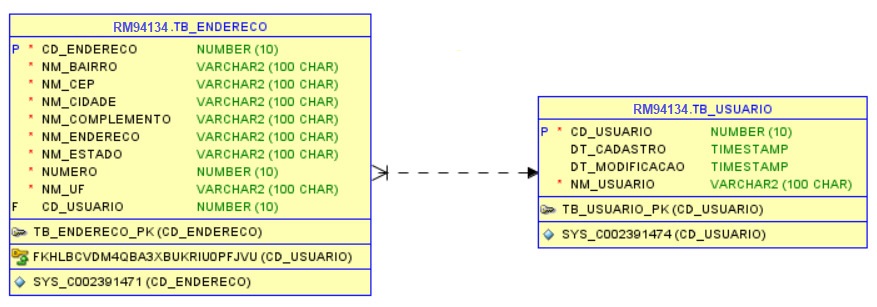 RM94134.TB_ENDERECO
P * CD_ENDERECO NUMBER (10)
* NM_BAIRRO VARCHAR2 (100 CHAR)
* NM_CEP VARCHAR2 (100 CHAR)
* NM_CIDADE VARCHAR2 (100 CHAR)
* NM_COMPLEMENTO VARCHAR2 (100 CHAR)
* NM_ENDERECO VARCHAR2 (100 CHAR)
* NM_ESTADO VARCHAR2 (100 CHAR)
* NUMERO NUMBER (10)
* NM_UF VARCHAR2 (100 CHAR)
F CD_USUARIO NUMBER (10)
TB_ENDERECO_PK (CD_ENDERECO)
FKHLBCVDM4QBA3XBUKRIU0PFJVU (CD_USUARIO)
SYS_C002391471 (CD_ENDERECO)
RM94134.TB_USUARIO
P * CD_USUARIO NUMBER (10)
DT_CADASTRO TIMESTAMP
DT_MODIFICACAO TIMESTAMP
* NM_USUARIO VARCHAR2 (100 CHAR)
TB_USUARIO_PK (CD_USUARIO)
SYS_C002391474 (CD_USUARIO)